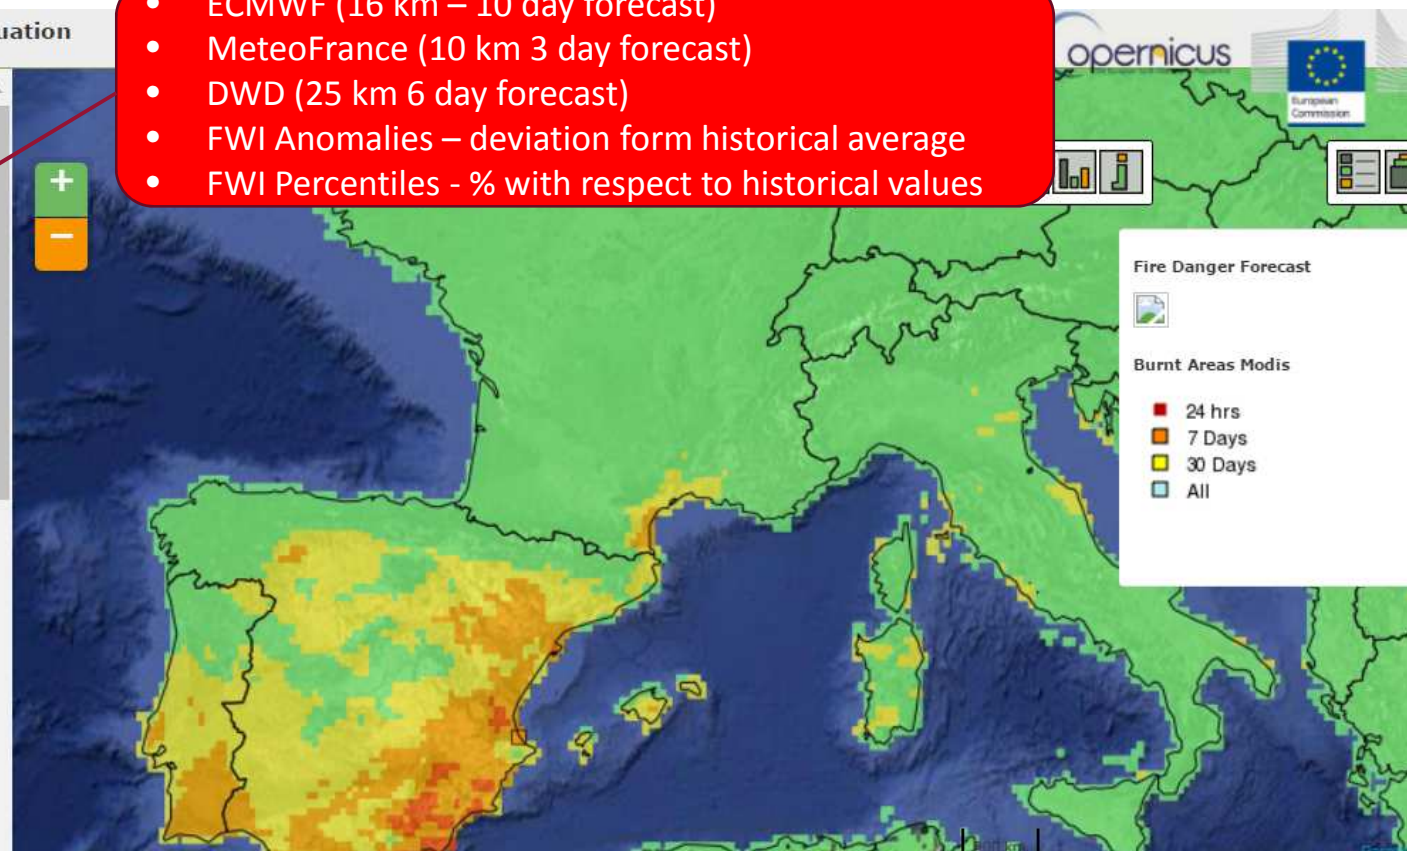 ECMWF (16 km – 10 day forecast)
uation
• MeteoFrance (10 km 3 day forecast)
• DWD (25 km 6 day forecast)
• FWI Anomalies – deviation form historical average
• FWI Percentiles - % with respect to historical values
opernicus
European
Commission
+
−
Fire Danger Forecast
Burnt Areas Modis
24 hrs
7 Days
30 Days
All